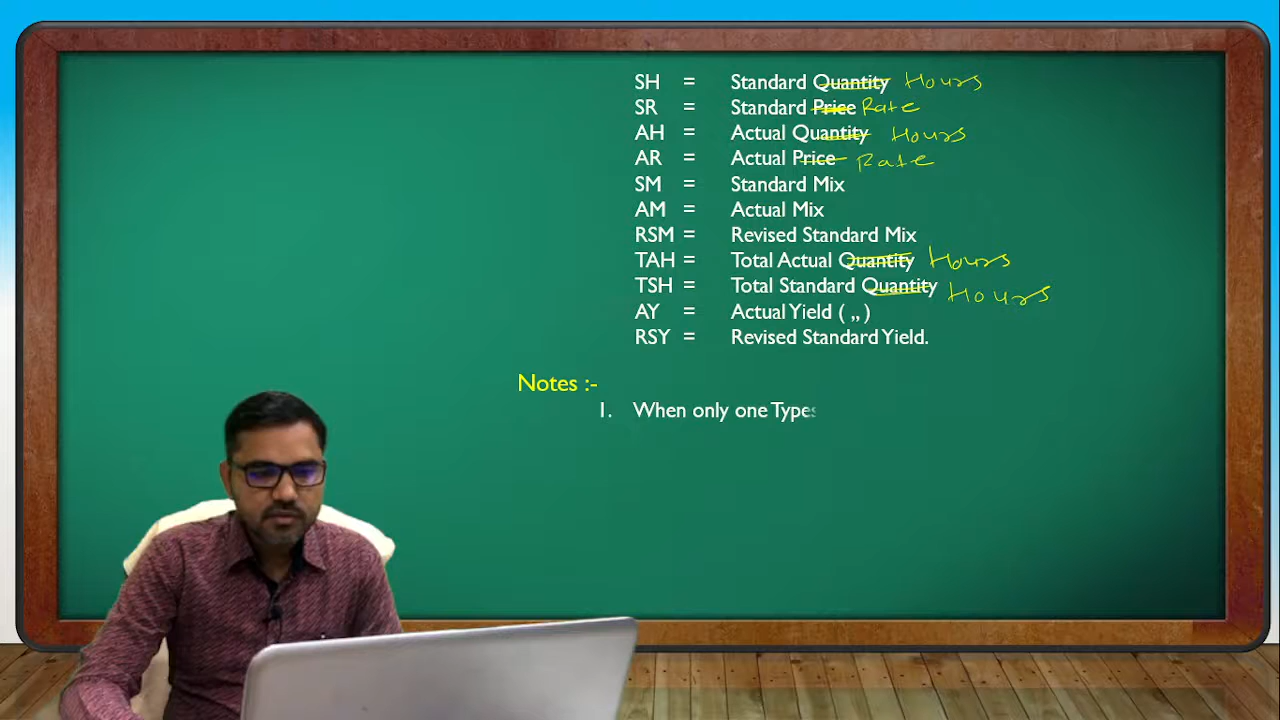 SH = Standard Quantity Hours
SR = Standard Price Rate
AH = Actual Quantity Hours
AR = Actual Price Rate
SM = Standard Mix
AM = Actual Mix
RSM = Revised Standard Mix
TAH = Total Actual Quantity Hours
TSH = Total Standard Quantity Hours
AY = Actual Yield ( ,, )
RSY = Revised Standard Yield.
Notes :-
1. When only one Types